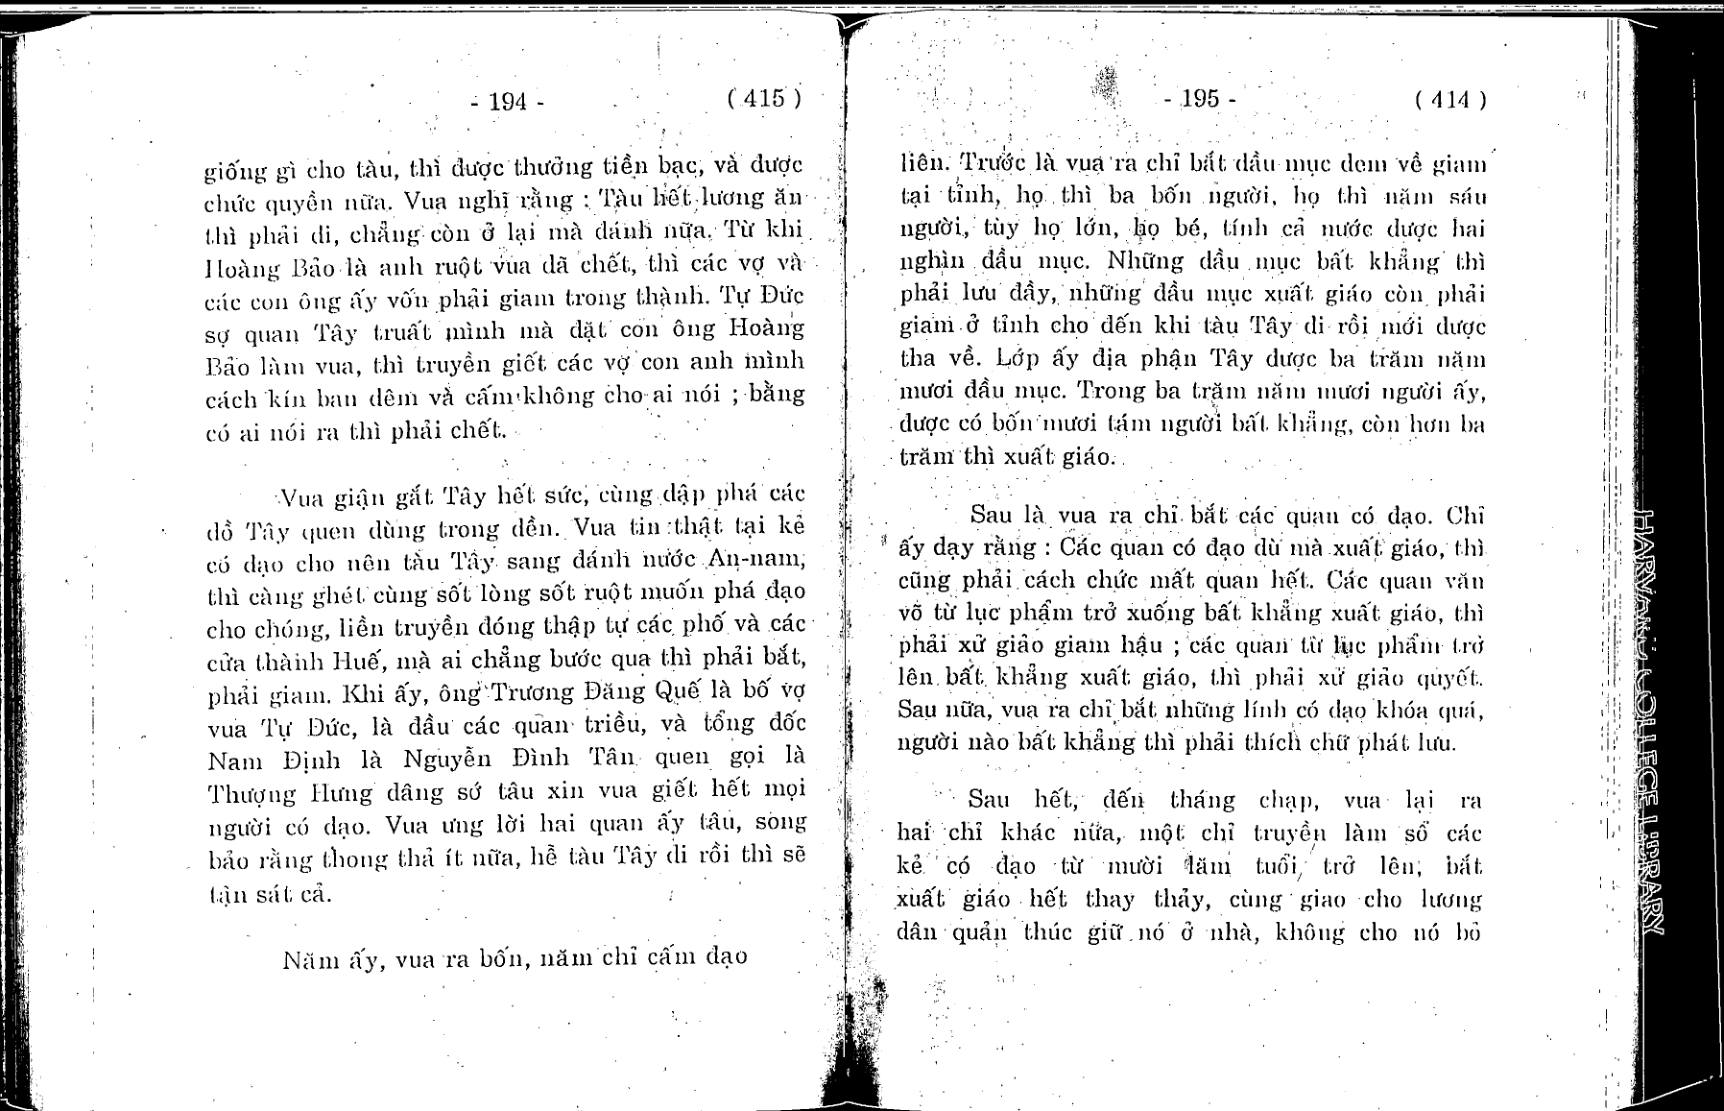 - 194 - ( 415 )
giống gì cho tàu, thì được thưởng tiền bạc, và được
chức quyền nữa. Vua nghĩ rằng : Tàu hết lương ăn
thì phải đi, chẳng còn ở lại mà đánh nữa. Từ khi
Hoàng Bảo là anh ruột vua đã chết, thì các vợ và
các con ông ấy vốn phải giam trong thành. Tự Đức
sợ quan Tây truất mình mà đặt con ông Hoàng
Bảo làm vua, thì truyền giết các vợ con anh mình
cách kín ban đêm và cấm không cho ai nói ; bằng
có ai nói ra thì phải chết.
Vua giận gắt Tây hết sức, cùng đập phá các
đồ Tây quen dùng trong đền. Vua tin thật tại kẻ
có đạo cho nên tàu Tây sang đánh nước An-nam,
thì càng ghét cùng sốt lòng sốt ruột muốn phá đạo
cho chóng, liền truyền đóng thập tự các phố và các
cửa thành Huế, mà ai chẳng bước qua thì phải bắt,
phải giam. Khi ấy, ông Trương Đăng Quế là bố vợ
vua Tự Đức, là đầu các quan triều, và tổng đốc
Nam Định là Nguyễn Đình Tân quen gọi là
Thượng Hưng dâng sớ tâu xin vua giết hết mọi
người có đạo. Vua ưng lời hai quan ấy tâu, song
bảo rằng thong thả ít nữa, hễ tàu Tây đi rồi thì sẽ
tận sát cả.
Năm ấy, vua ra bốn, năm chỉ cấm đạo
- 195 - ( 414 )
liên. Trước là vua ra chỉ bắt đầu mục đem về giam
tại tỉnh, họ thì ba bốn người, họ thì năm sáu
người, tùy họ lớn, họ bé, tính cả nước được hai
nghìn đầu mục. Những đầu mục bất khẳng thì
phải lưu đầy, những đầu mục xuất giáo còn phải
giam ở tỉnh cho đến khi tàu Tây đi rồi mới được
tha về. Lớp ấy địa phận Tây được ba trăm năm
mươi đầu mục. Trong ba trăm năm mươi người ấy,
được có bốn mươi tám người bất khẳng, còn hơn ba
trăm thì xuất giáo.
Sau là vua ra chỉ bắt các quan có đạo. Chỉ
ấy dạy rằng : Các quan có đạo dù mà xuất giáo, thì
cũng phải cách chức mất quan hết. Các quan văn
võ từ lục phẩm trở xuống bất khẳng xuất giáo, thì
phải xử giảo giam hậu ; các quan từ lục phẩm trở
lên bất khẳng xuất giáo, thì phải xử giảo quyết.
Sau nữa, vua ra chỉ bắt những lính có đạo khóa quá,
người nào bất khẳng thì phải thích chữ phát lưu.
Sau hết, đến tháng chạp, vua lại ra
hai chỉ khác nữa, một chỉ truyền làm sổ các
kẻ có đạo từ mười lăm tuổi trở lên, bắt
xuất giáo hết thay thảy, cùng giao cho lương
dân quản thúc giữ nó ở nhà, không cho nó bỏ
HARVARD COLLEGE LIBRARY